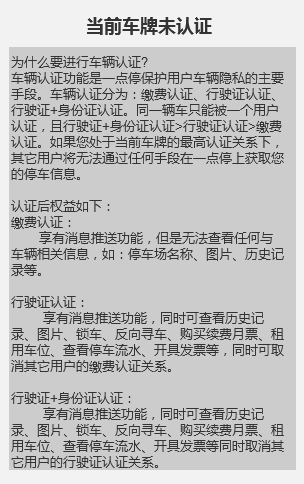 当前车牌未认证
为什么要进行车辆认证?
车辆认证功能是一点停保护用户车辆隐私的主要
手段。车辆认证分为：缴费认证、行驶证认证、
行驶证+身份证认证。同一辆车只能被一个用户
认证，且行驶证+身份证认证>行驶证认证>缴费
认证。如果您处于当前车牌的最高认证关系下，
其它用户将无法通过任何手段在一点停上获取您
的停车信息。
认证后权益如下：
缴费认证：
享有消息推送功能，但是无法查看任何与
车辆相关信息，如：停车场名称、图片、历史记
录等。
行驶证认证：
享有消息推送功能，同时可查看历史记
录、图片、锁车、反向寻车、购买续费月票、租
用车位、查看停车流水、开具发票等，同时可取
消其它用户的缴费认证关系。
行驶证+身份证认证：
享有消息推送功能，同时可查看历史记
录、图片、锁车、反向寻车、购买续费月票、租
用车位、查看停车流水、开具发票等同时取消其
它用户的行驶证认证关系。